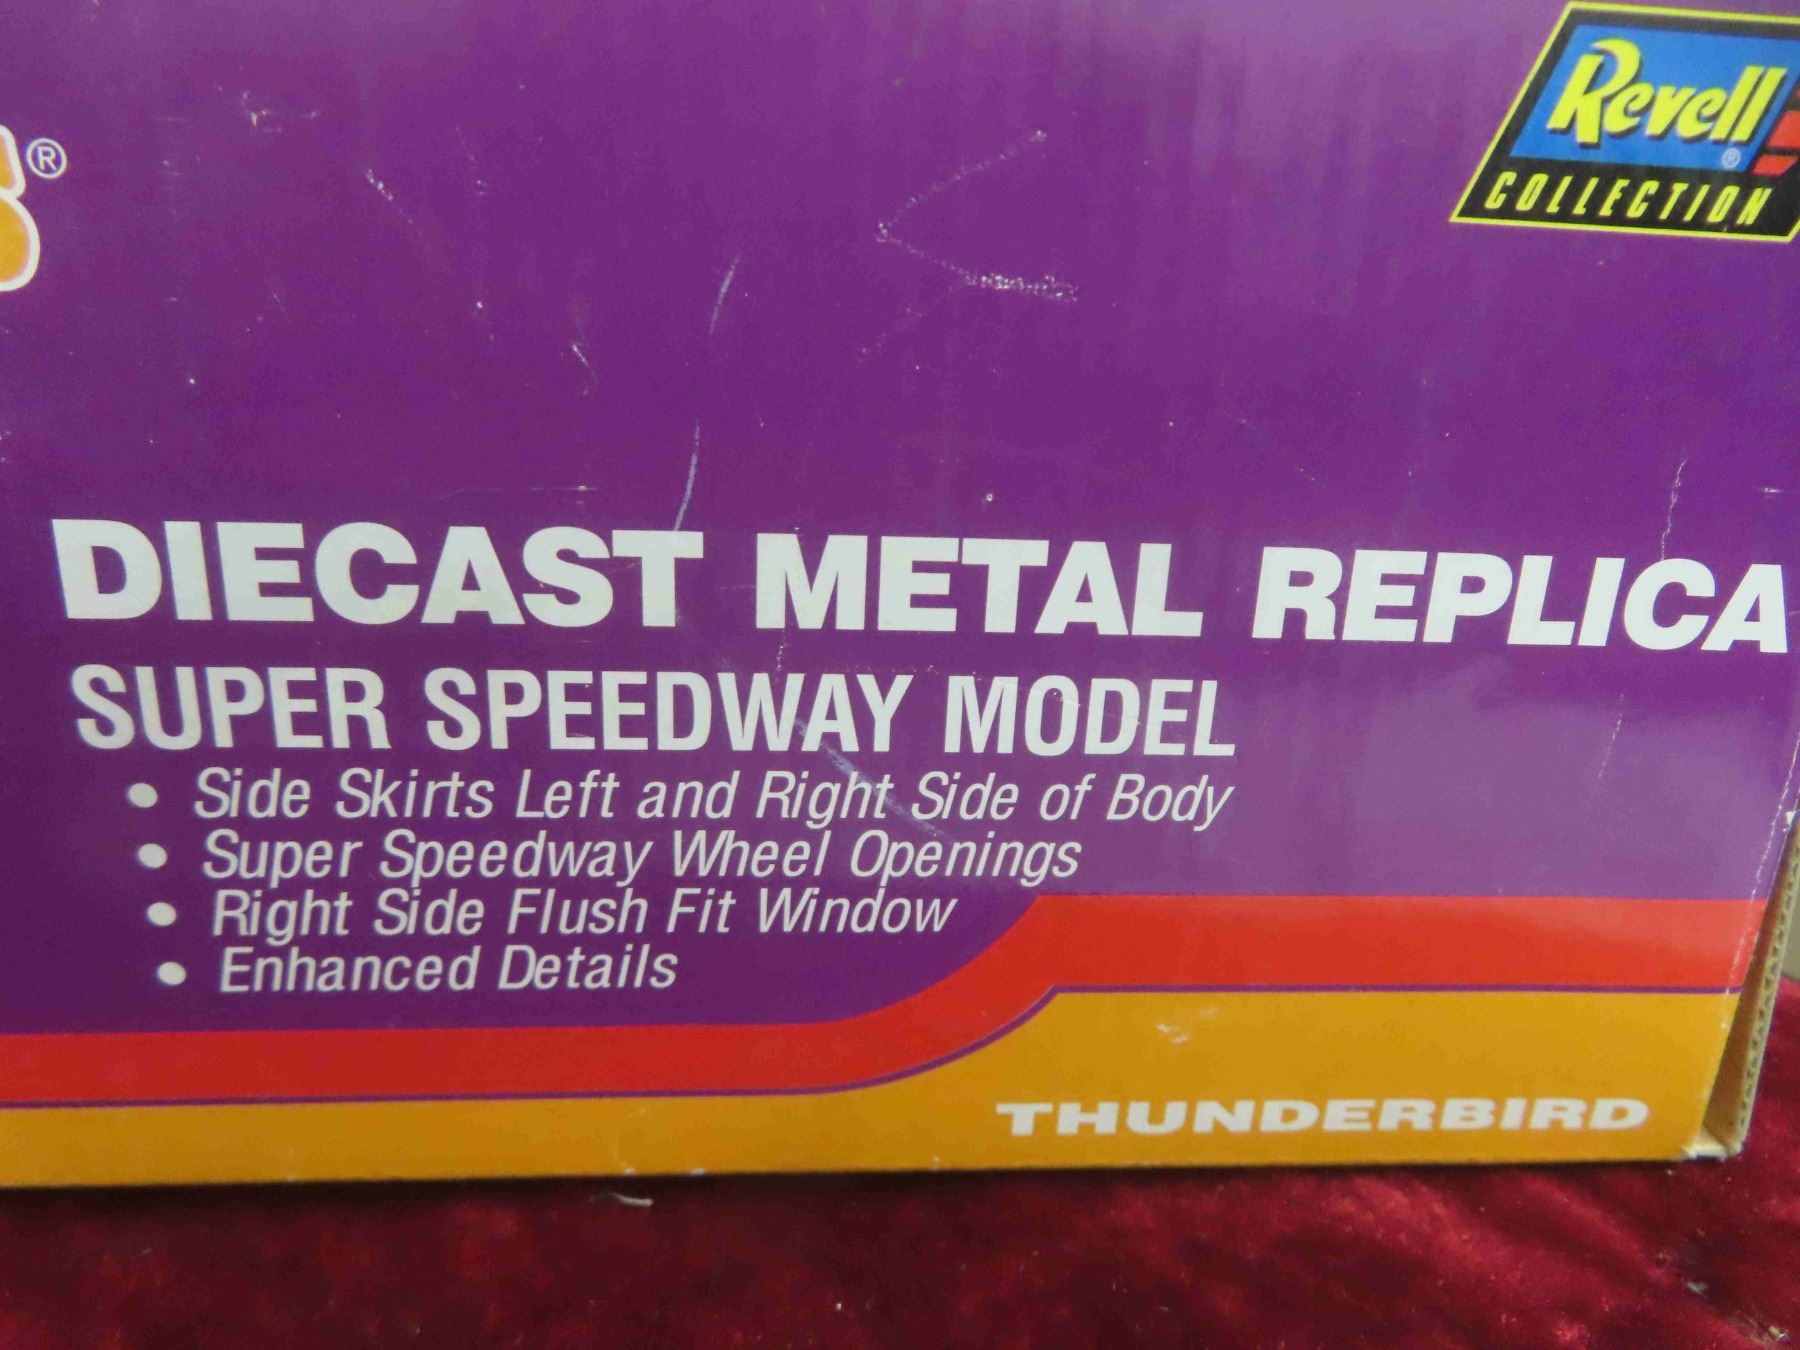 ®
Revell
®
COLLECTION
DIECAST METAL REPLICA
SUPER SPEEDWAY MODEL
• Side Skirts Left and Right Side of Body
• Super Speedway Wheel Openings
• Right Side Flush Fit Window
• Enhanced Details
THUNDERBIRD